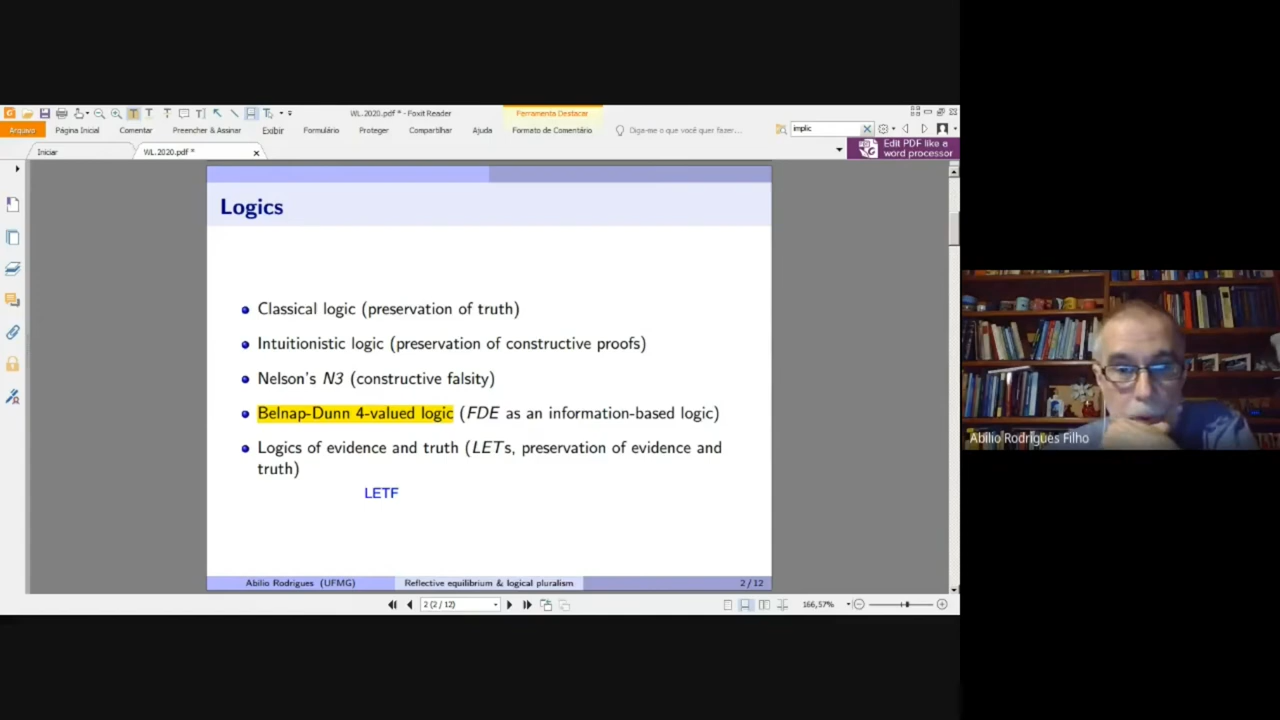 WL.2020.pdf * - Foxit Reader
Ferramenta Destacar
Arquivo
Página Inicial
Comentar
Preencher & Assinar
Exibir
Formulário
Proteger
Compartilhar
Ajuda
Formato de Comentário
Diga-me o que você quer fazer...
implic
Iniciar
WL.2020.pdf *
Edit PDF like a
word processor
Logics
Classical logic (preservation of truth)
Intuitionistic logic (preservation of constructive proofs)
Nelson's N3 (constructive falsity)
Belnap-Dunn 4-valued logic (FDE as an information-based logic)
Logics of evidence and truth (LETs, preservation of evidence and
truth)
LETF
Abilio Rodrigues (UFMG)
Reflective equilibrium & logical pluralism
2 / 12
2 (2 / 12)
166,57%
Abilio Rodrigues Filho